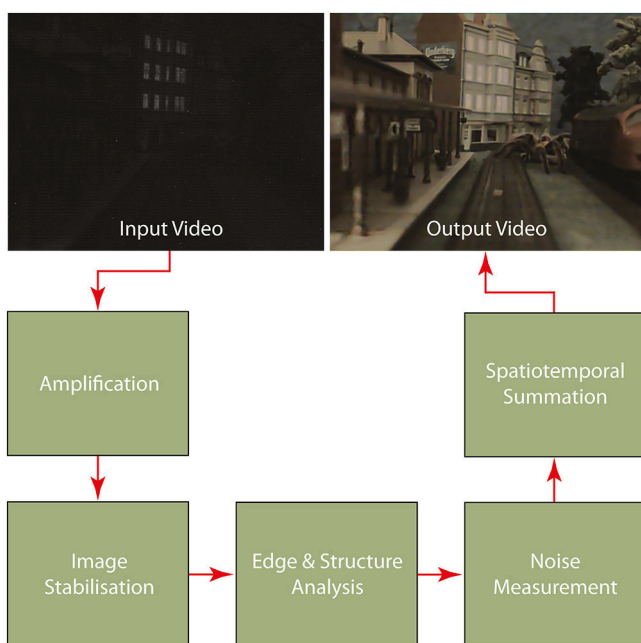 Input Video
Output Video
Amplification
Spatiotemporal
Summation
Image
Stabilisation
Edge & Structure
Analysis
Noise
Measurement